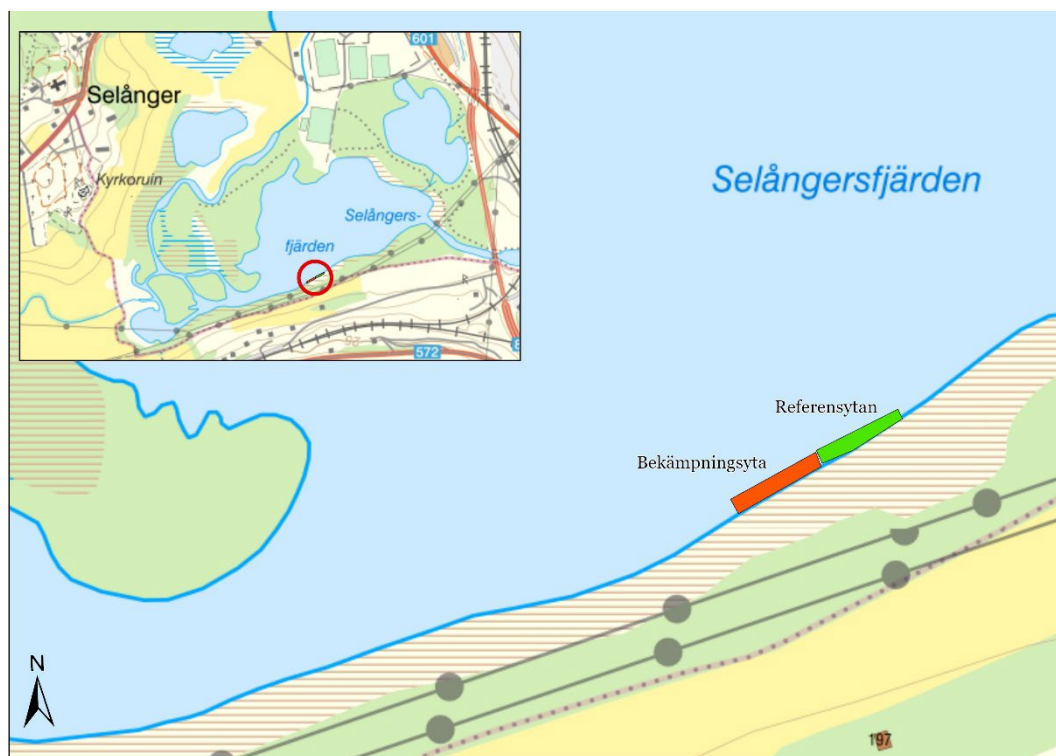 601
Selånger
Kyrkoruin
Selångers-
fjärden
572
Selångersfjärden
Referensytan
Bekämpningsyta
N
197